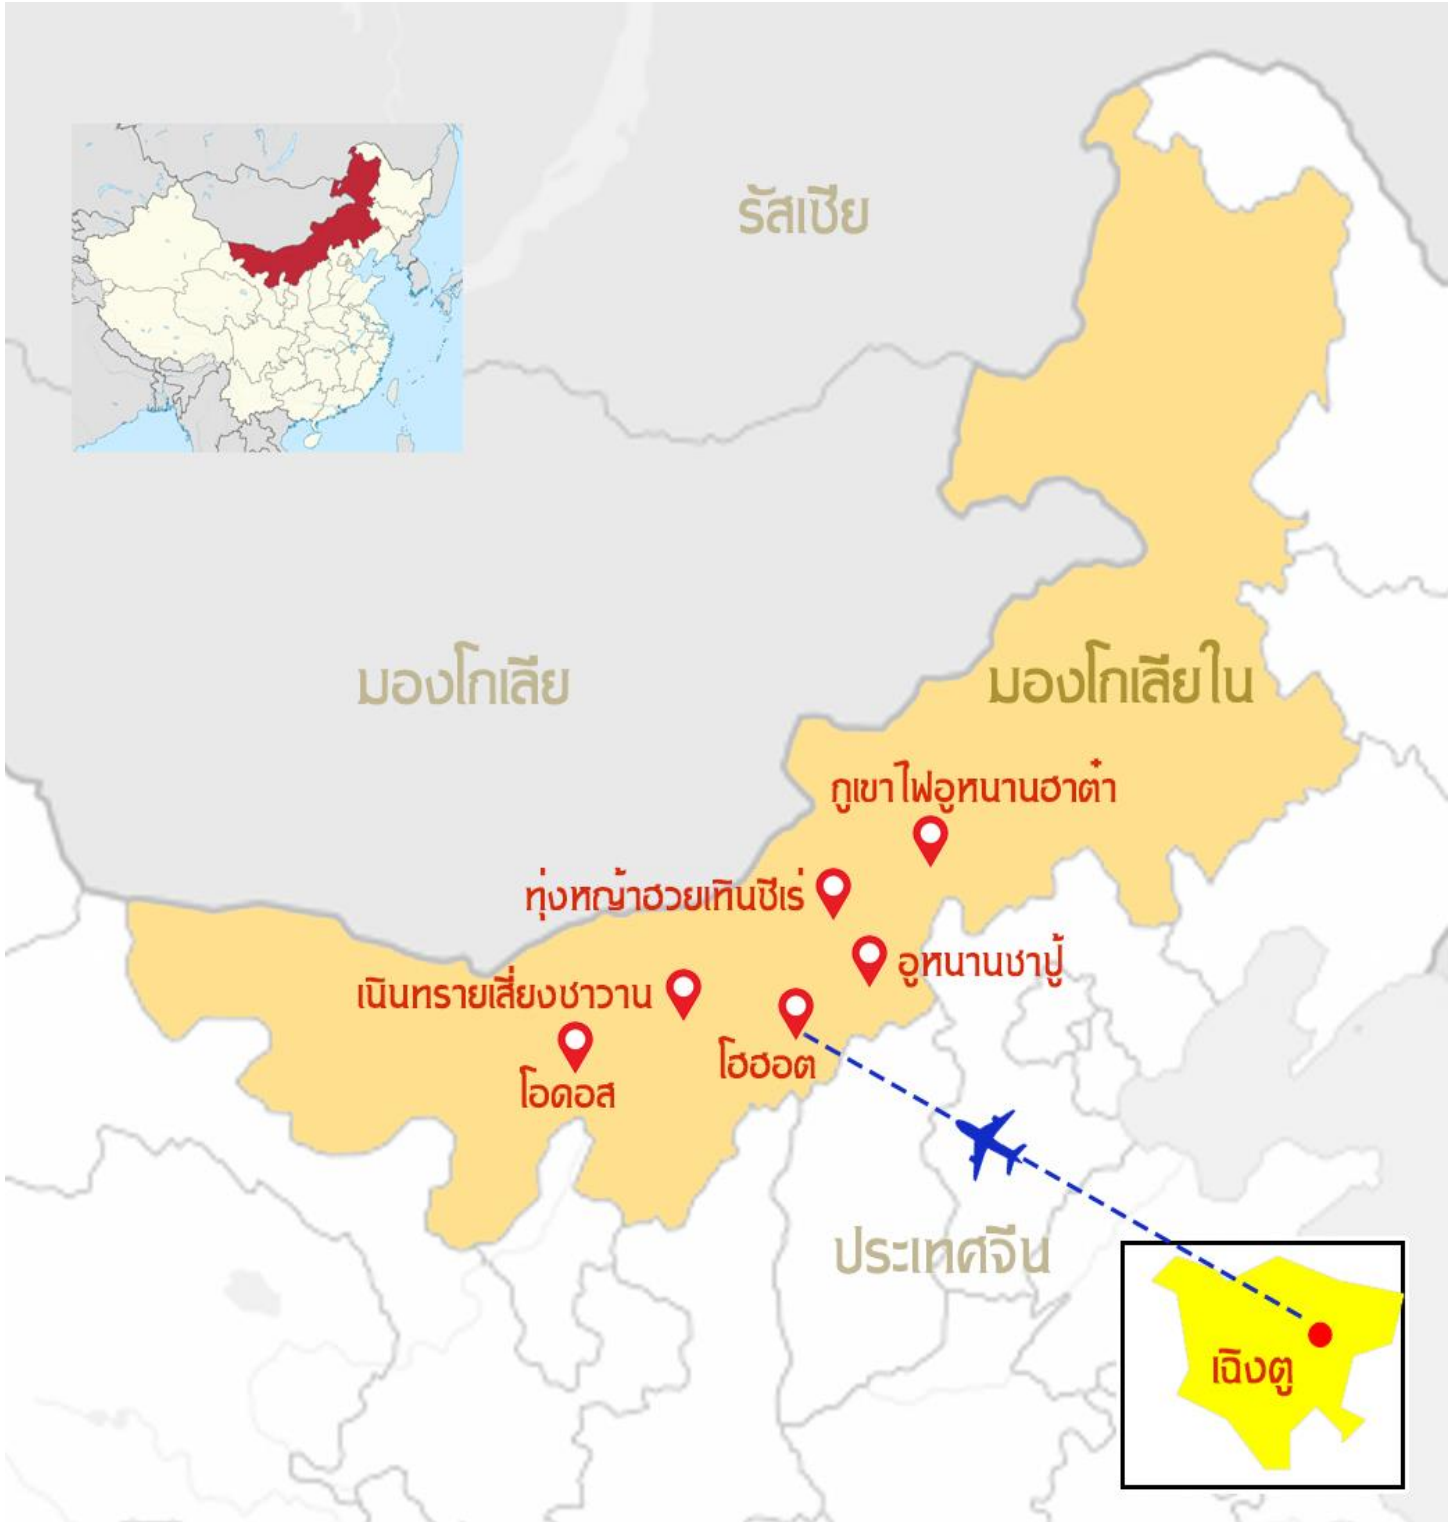 รัสเซีย
มองโกเลีย
มองโกเลียใน
ภูเขาไฟอูหนานฮาต๋า
ทุ่งหญ้าฮวยเทินซีเร่
อูหนานชาปู้
เนินทรายเสี่ยงชาวาน
โฮฮอต
โอดอส
ประเทศจีน
เฉิงตู